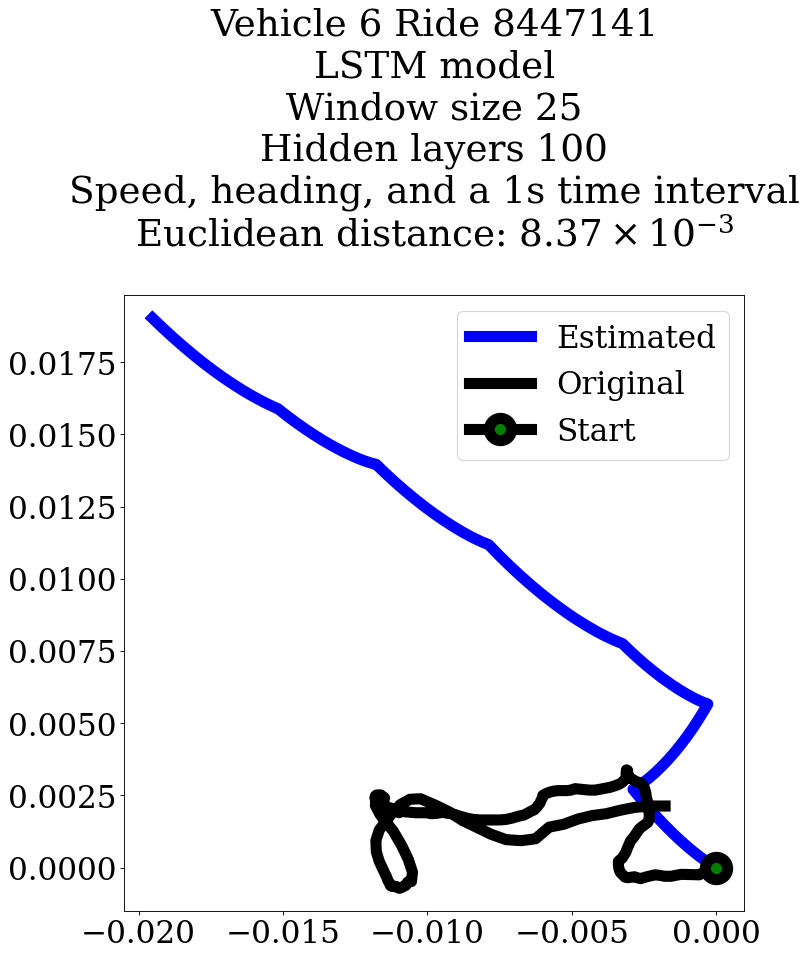 Vehicle 6 Ride 8447141
LSTM model
Window size 25
Hidden layers 100
Speed, heading, and a 1s time interval
Euclidean distance: 8.37 × 10⁻³
Estimated
Original
Start
0.0175
0.0150
0.0125
0.0100
0.0075
0.0050
0.0025
0.0000
−0.020 −0.015 −0.010 −0.005 0.000